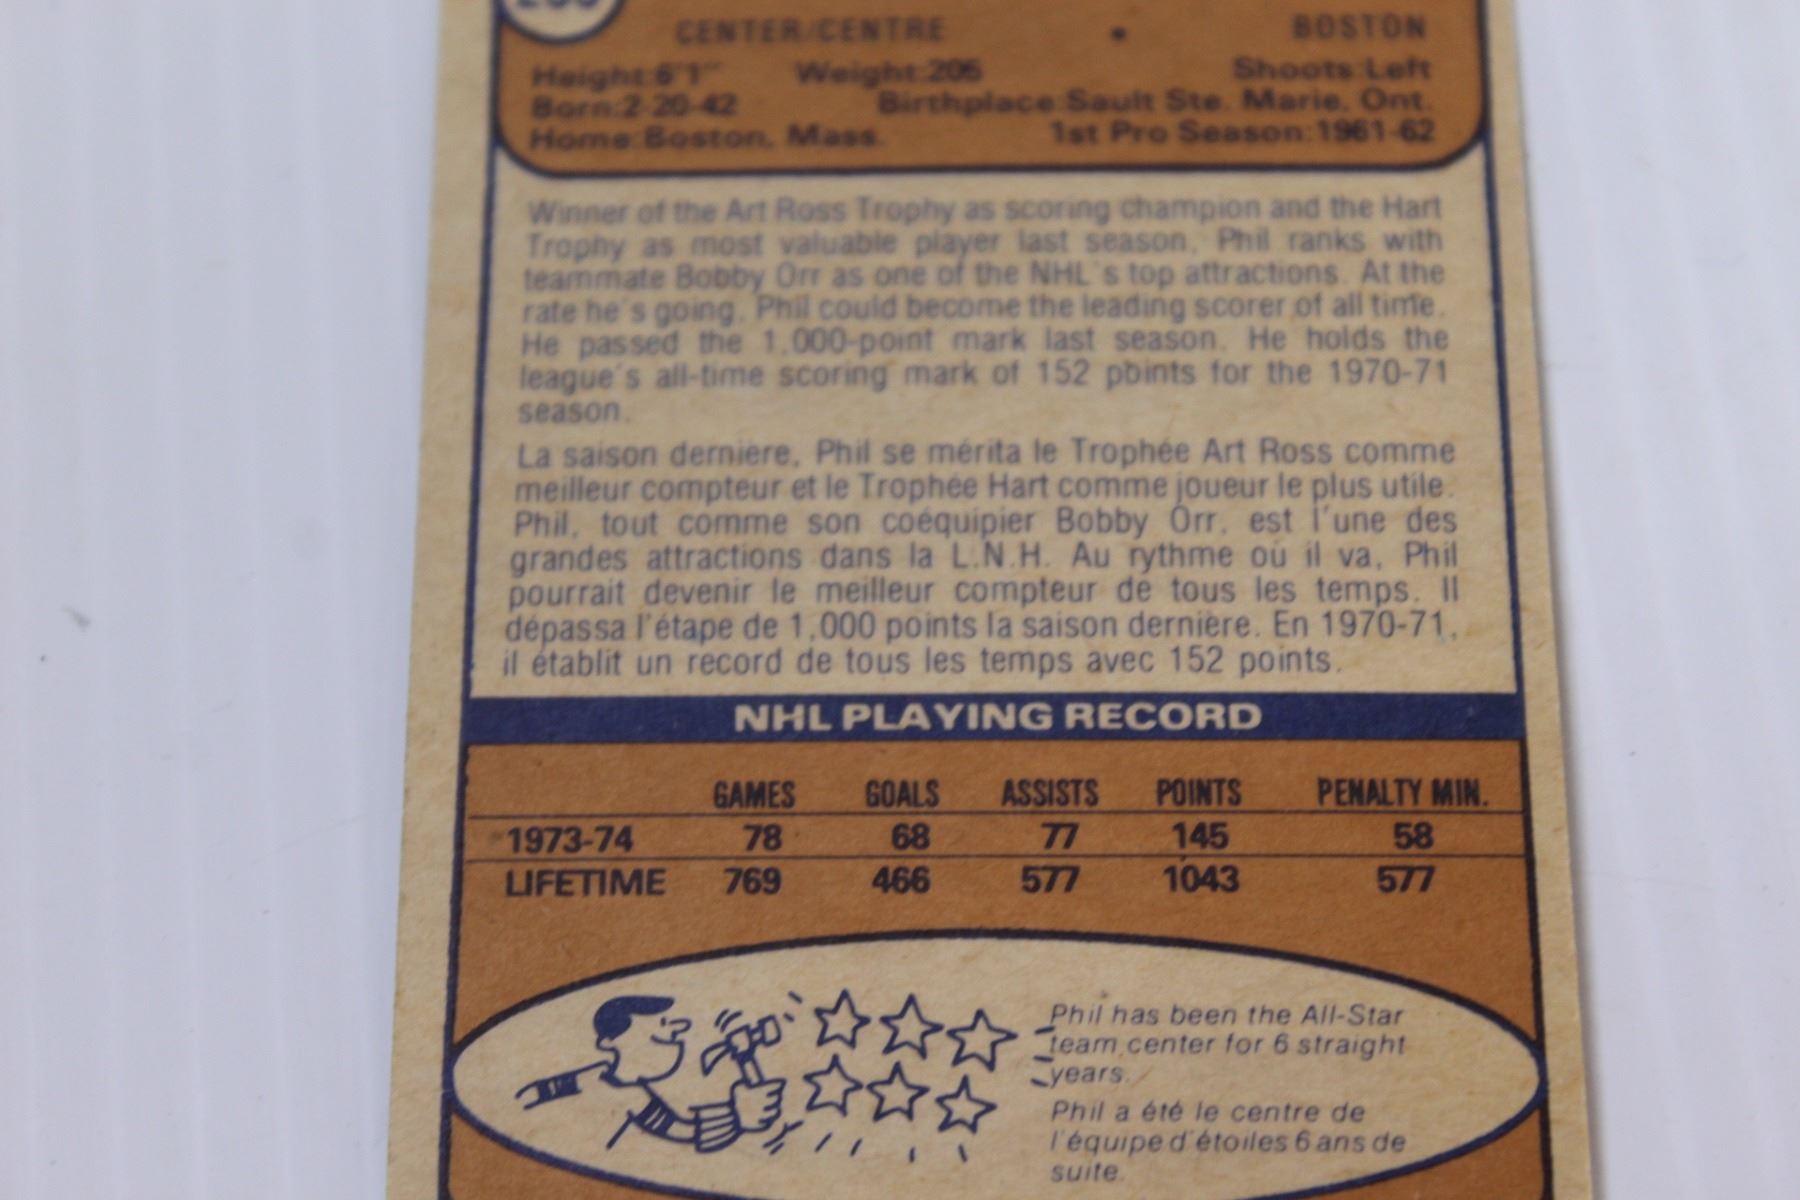 CENTER/CENTRE • BOSTON
Height:6'1" Weight:205 Shoots:Left
Born:2-20-42 Birthplace:Sault Ste. Marie, Ont.
Home:Boston, Mass. 1st Pro Season:1961-62
Winner of the Art Ross Trophy as scoring champion and the Hart
Trophy as most valuable player last season, Phil ranks with
teammate Bobby Orr as one of the NHL's top attractions. At the
rate he's going, Phil could become the leading scorer of all time.
He passed the 1,000-point mark last season. He holds the
league's all-time scoring mark of 152 points for the 1970-71
season.
La saison dernière, Phil se mérita le Trophée Art Ross comme
meilleur compteur et le Trophée Hart comme joueur le plus utile.
Phil, tout comme son coéquipier Bobby Orr, est l'une des
grandes attractions dans la L.N.H. Au rythme où il va, Phil
pourrait devenir le meilleur compteur de tous les temps. Il
dépassa l'étape de 1,000 points la saison dernière. En 1970-71,
il établit un record de tous les temps avec 152 points.
NHL PLAYING RECORD
GAMES GOALS ASSISTS POINTS PENALTY MIN.
1973-74 78 68 77 145 58
LIFETIME 769 466 577 1043 577
Phil has been the All-Star
team center for 6 straight
years.
Phil a été le centre de
l'équipe d'étoiles 6 ans de
suite.